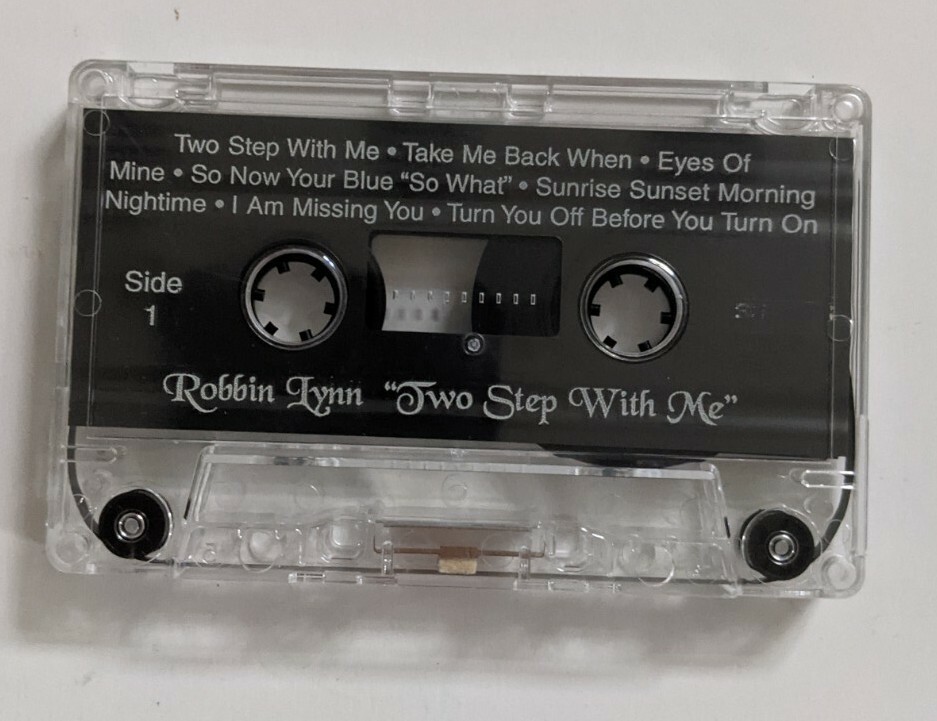 Two Step With Me • Take Me Back When • Eyes Of
Mine • So Now Your Blue “So What” • Sunrise Sunset Morning
Nightime • I Am Missing You • Turn You Off Before You Turn On
Side
1
Robbin Lynn “Two Step With Me”